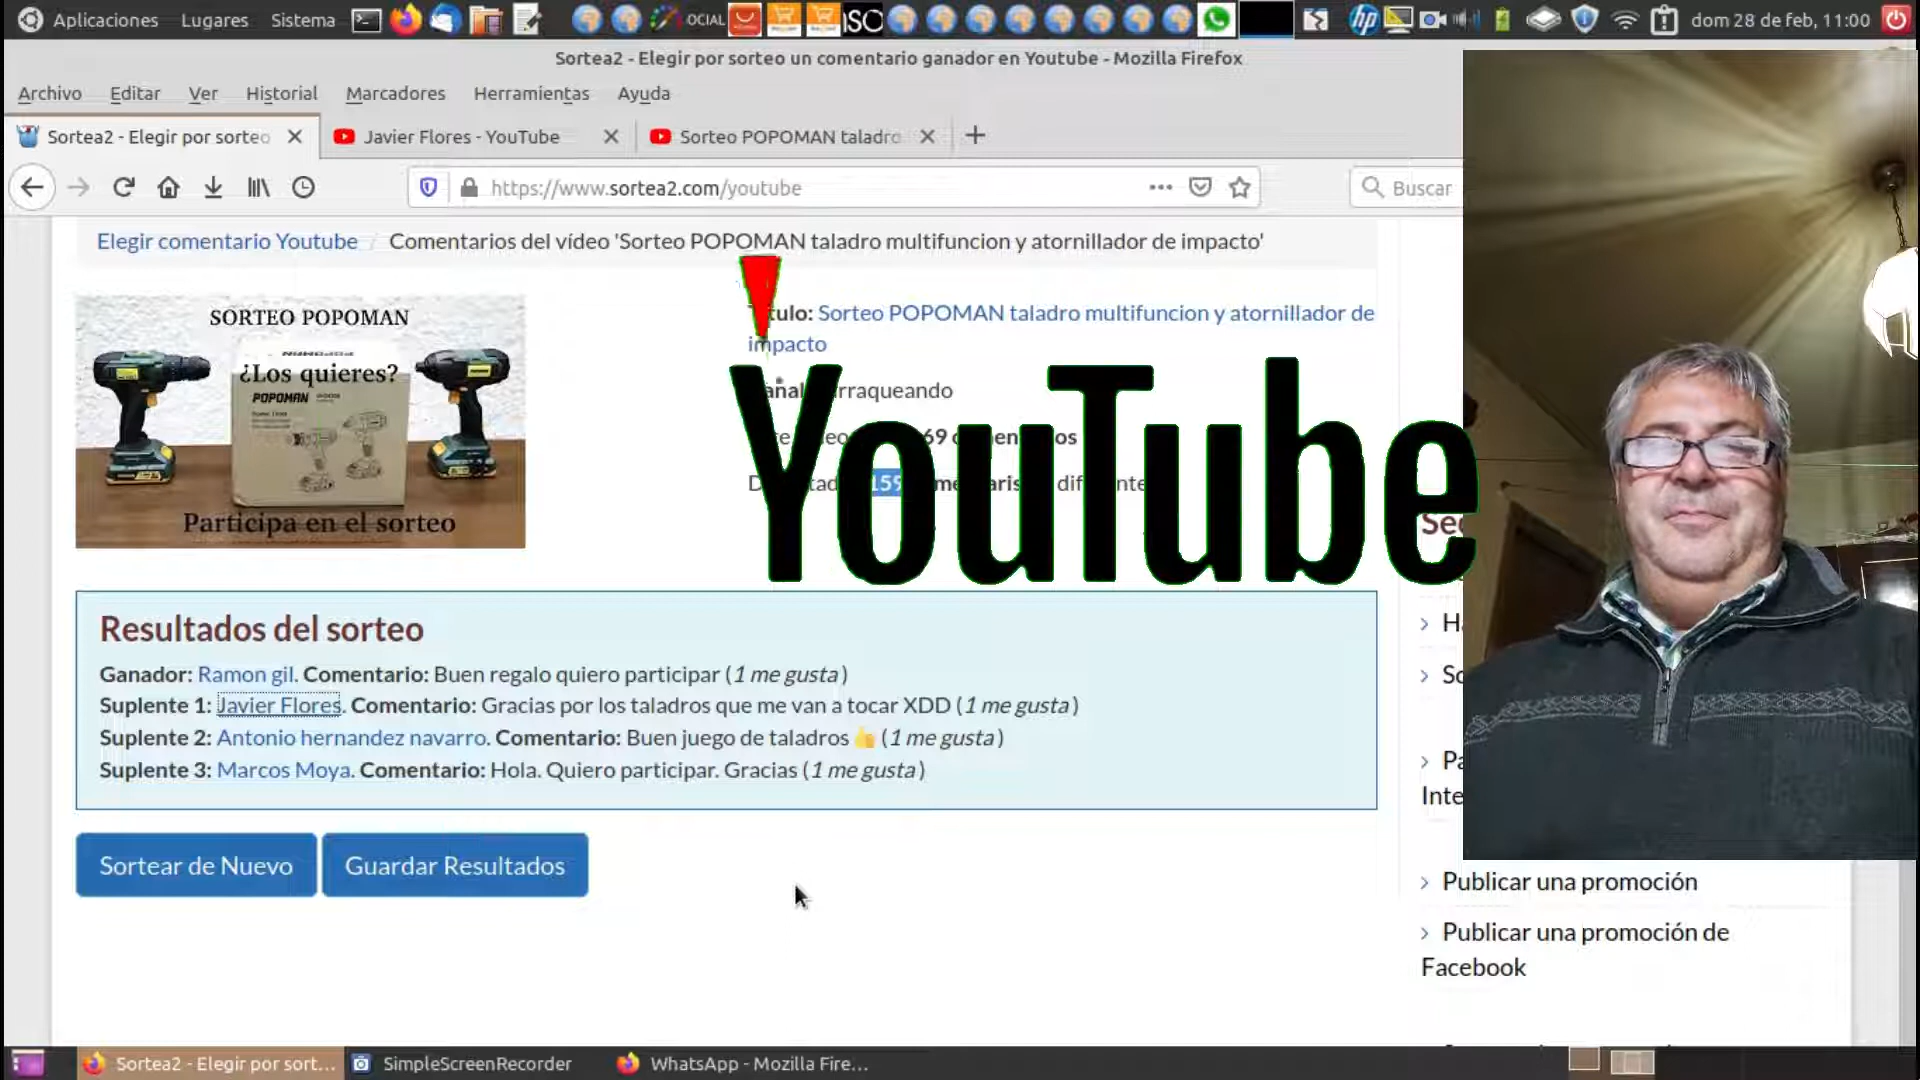 Aplicaciones Lugares Sistema OCIAL ISO hp dom 28 de feb, 11:00
Sortea2 - Elegir por sorteo un comentario ganador en Youtube - Mozilla Firefox
Archivo Editar Ver Historial Marcadores Herramientas Ayuda
Sortea2 - Elegir por sorteo Javier Flores - YouTube Sorteo POPOMAN taladro
https://www.sortea2.com/youtube Buscar
Elegir comentario Youtube / Comentarios del vídeo 'Sorteo POPOMAN taladro multifuncion y atornillador de impacto'
SORTEO POPOMAN
¿Los quieres?
POPOMAN
Participa en el sorteo
Sorteo POPOMAN taladro multifuncion y atornillador de
impacto
YouTube
Resultados del sorteo
Ganador: Ramon gil. Comentario: Buen regalo quiero participar (1 me gusta)
Suplente 1: Javier Flores. Comentario: Gracias por los taladros que me van a tocar XDD (1 me gusta)
Suplente 2: Antonio hernandez navarro. Comentario: Buen juego de taladros 👍 (1 me gusta)
Suplente 3: Marcos Moya. Comentario: Hola. Quiero participar. Gracias (1 me gusta)
Sortear de Nuevo Guardar Resultados
Publicar una promoción
Publicar una promoción de
Facebook
Sortea2 - Elegir por sort... SimpleScreenRecorder WhatsApp - Mozilla Fire...